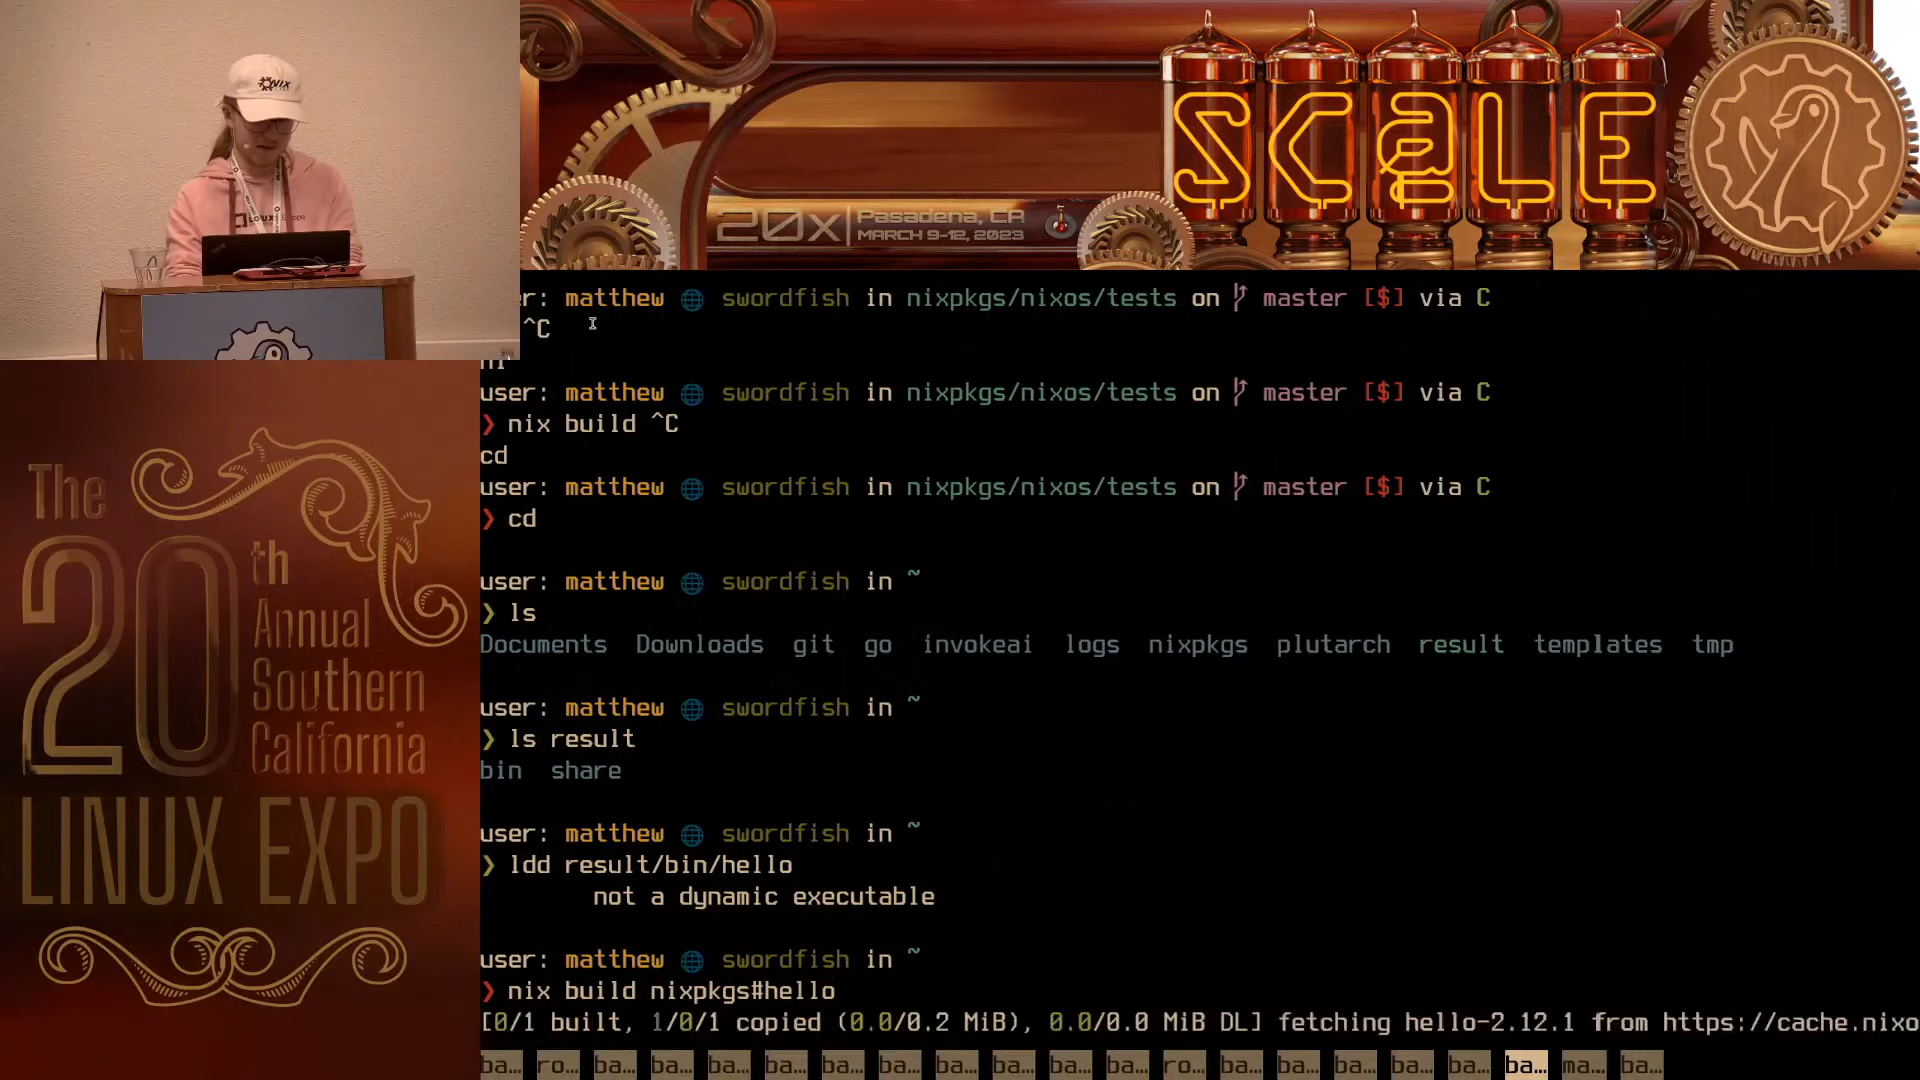 NIX
SCaLE
20x
Pasadena, CA
MARCH 9-12, 2023
The
20th
Annual
Southern
California
LINUX EXPO
er: matthew swordfish in nixpkgs/nixos/tests on master [$] via C
^C
user: matthew swordfish in nixpkgs/nixos/tests on master [$] via C
❯ nix build ^C
cd
user: matthew swordfish in nixpkgs/nixos/tests on master [$] via C
❯ cd
user: matthew swordfish in ~
❯ ls
Documents Downloads git go invokeai logs nixpkgs plutarch result templates tmp
user: matthew swordfish in ~
❯ ls result
bin share
user: matthew swordfish in ~
❯ ldd result/bin/hello
not a dynamic executable
user: matthew swordfish in ~
❯ nix build nixpkgs#hello
[0/1 built, 1/0/1 copied (0.0/0.2 MiB), 0.0/0.0 MiB DL] fetching hello-2.12.1 from https://cache.nixo
ba… ro… ba… ba… ba… ba… ba… ba… ba… ba… ba… ba… ro… ba… ba… ba… ba… ba… ba… ma… ba…